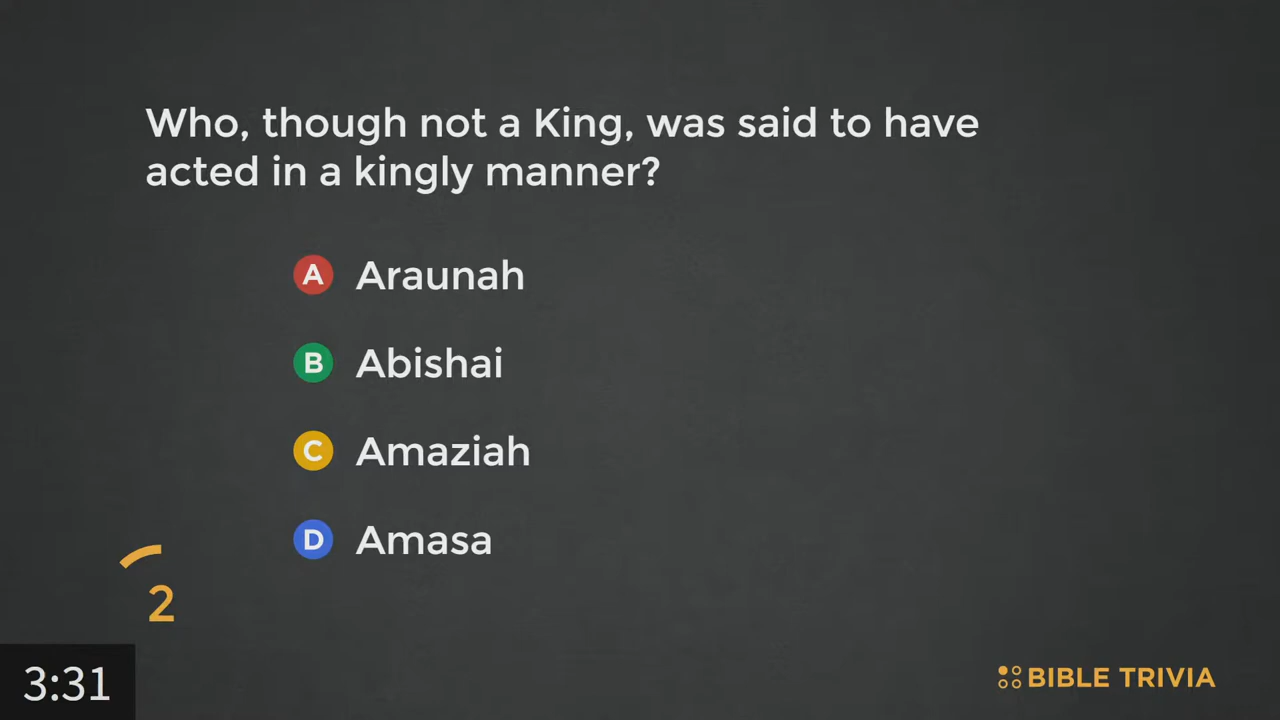 Who, though not a King, was said to have
acted in a kingly manner?
A Araunah
B Abishai
C Amaziah
D Amasa
2
3:31
BIBLE TRIVIA